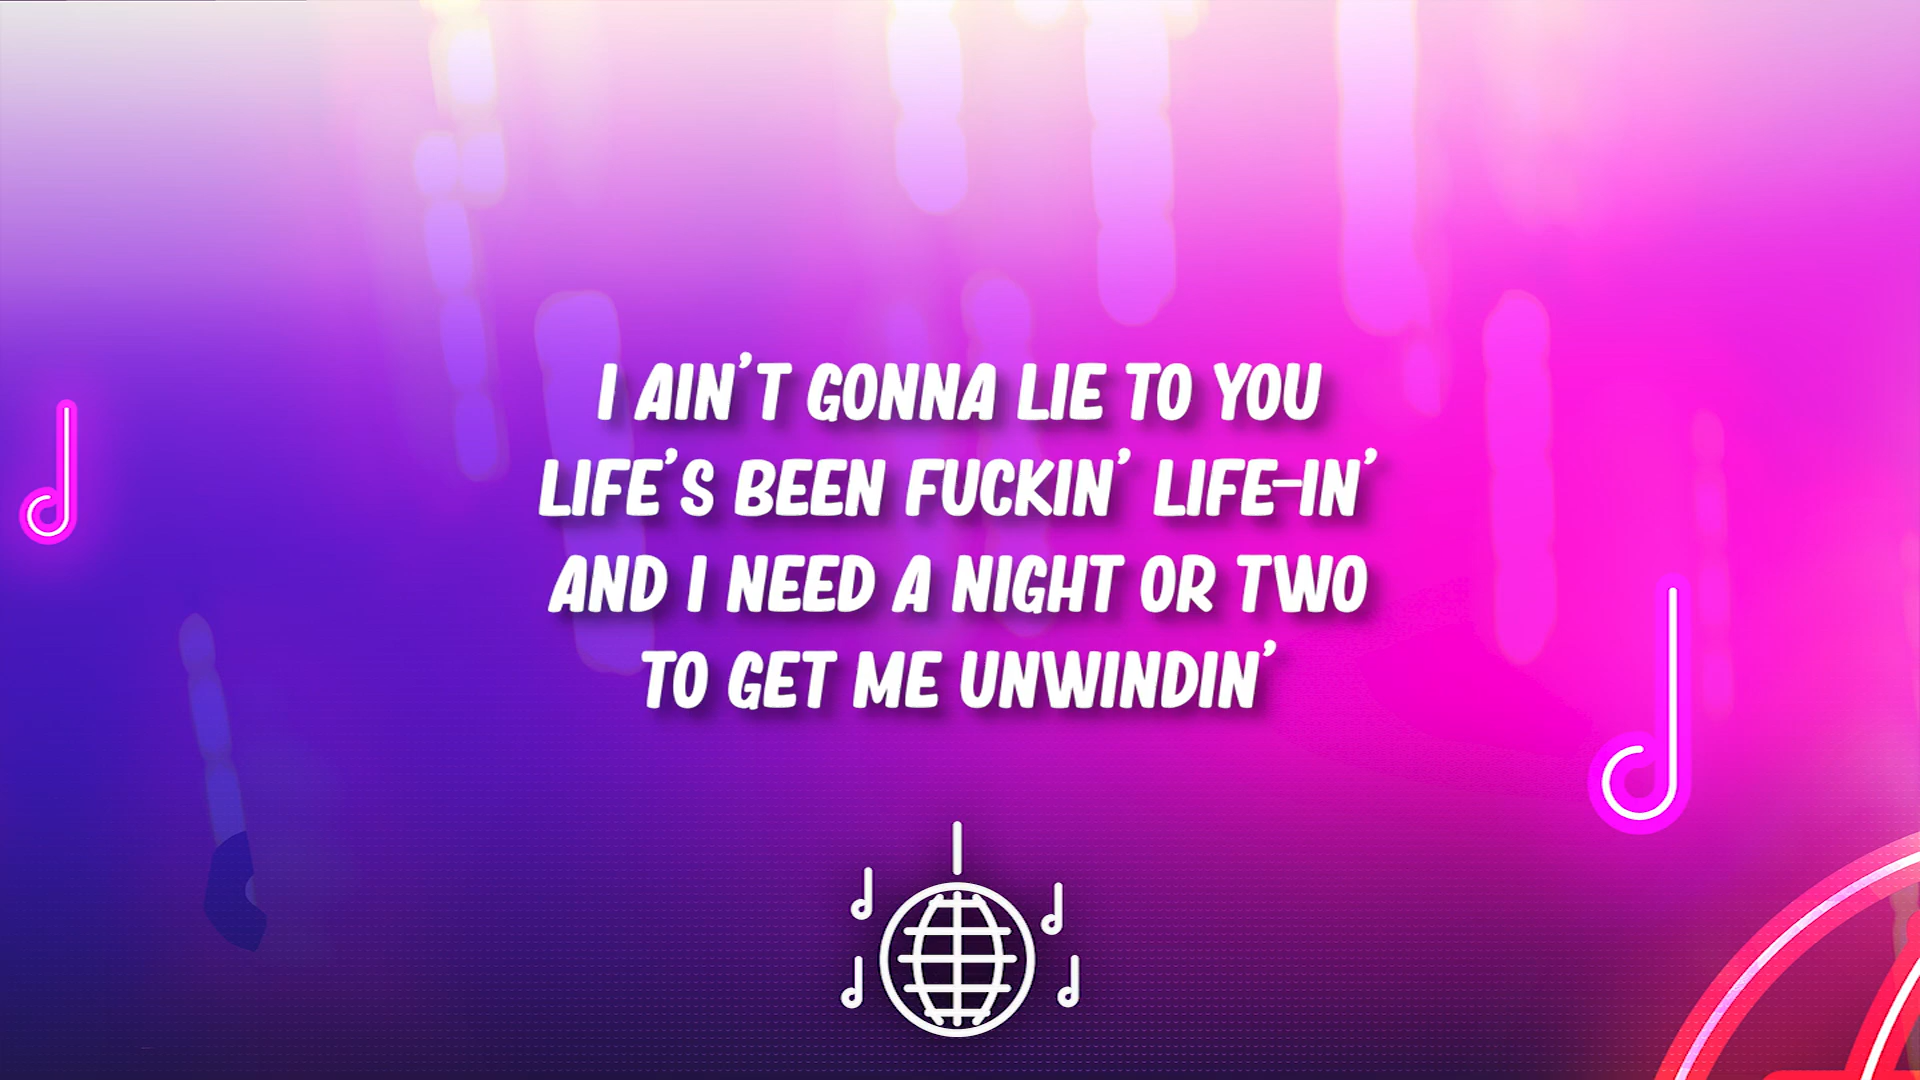 I AIN'T GONNA LIE TO YOU
LIFE'S BEEN FUCKIN' LIFE-IN'
AND I NEED A NIGHT OR TWO
TO GET ME UNWINDIN'